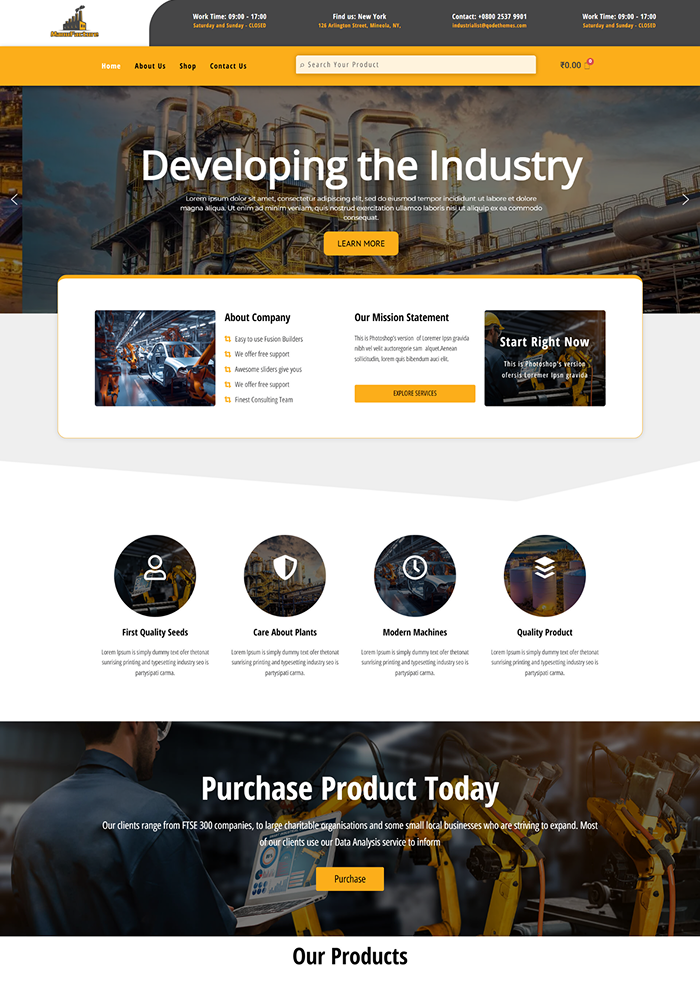 ManuFacture
Work Time: 09:00 - 17:00
Saturday and Sunday - CLOSED
Find us: New York
126 Arlington Street, Mineola, NY,
Contact: +0800 2537 9901
industrialist@qodethemes.com
Work Time: 09:00 - 17:00
Saturday and Sunday - CLOSED
Home
About Us
Shop
Contact Us
Search Your Product
₹0.00
0
Developing the Industry
Lorem ipsum dolor sit amet, consectetur adipiscing elit, sed do eiusmod tempor incididunt ut labore et dolore
magna aliqua. Ut enim ad minim veniam, quis nostrud exercitation ullamco laboris nisi ut aliquip ex ea commodo
consequat.
LEARN MORE
About Company
Easy to use Fusion Builders
We offer free support
Awesome sliders give yous
We offer free support
Finest Consulting Team
Our Mission Statement
This is Photoshop's version of Loremer Ipsn gravida
nibh vel velit auctoregorie sam alquet.Aenean
sollicitudin, lorem quis bibendum auci elit.
EXPLORE SERVICES
Start Right Now
This is Photoshop's version
ofersis Loremer Ipsn gravida
First Quality Seeds
Lorem Ipsum is simply dummy text ofer thetonat
sunrising printand and typesetting industry seo is
partysipati carma.
Care About Plants
Lorem Ipsum is simply dummy text ofer thetonat
sunrising printing and typesetting industry seo is
partysipati carma.
Modern Machines
Lorem Ipsum is simply dummy text ofer thetonat
sunrising printing and typesetting industry seo is
partysipati carma.
Quality Product
Lorem Ipsum is simply dummy text ofer thetonat
sunrising printing and typesetting industry seo is
partysipati carma.
Purchase Product Today
Our clients range from FTSE 300 companies, to large charitable organisations and some small local businesses who are striving to expand. Most
of our clients use our Data Analysis service to inform
Purchase
Our Products